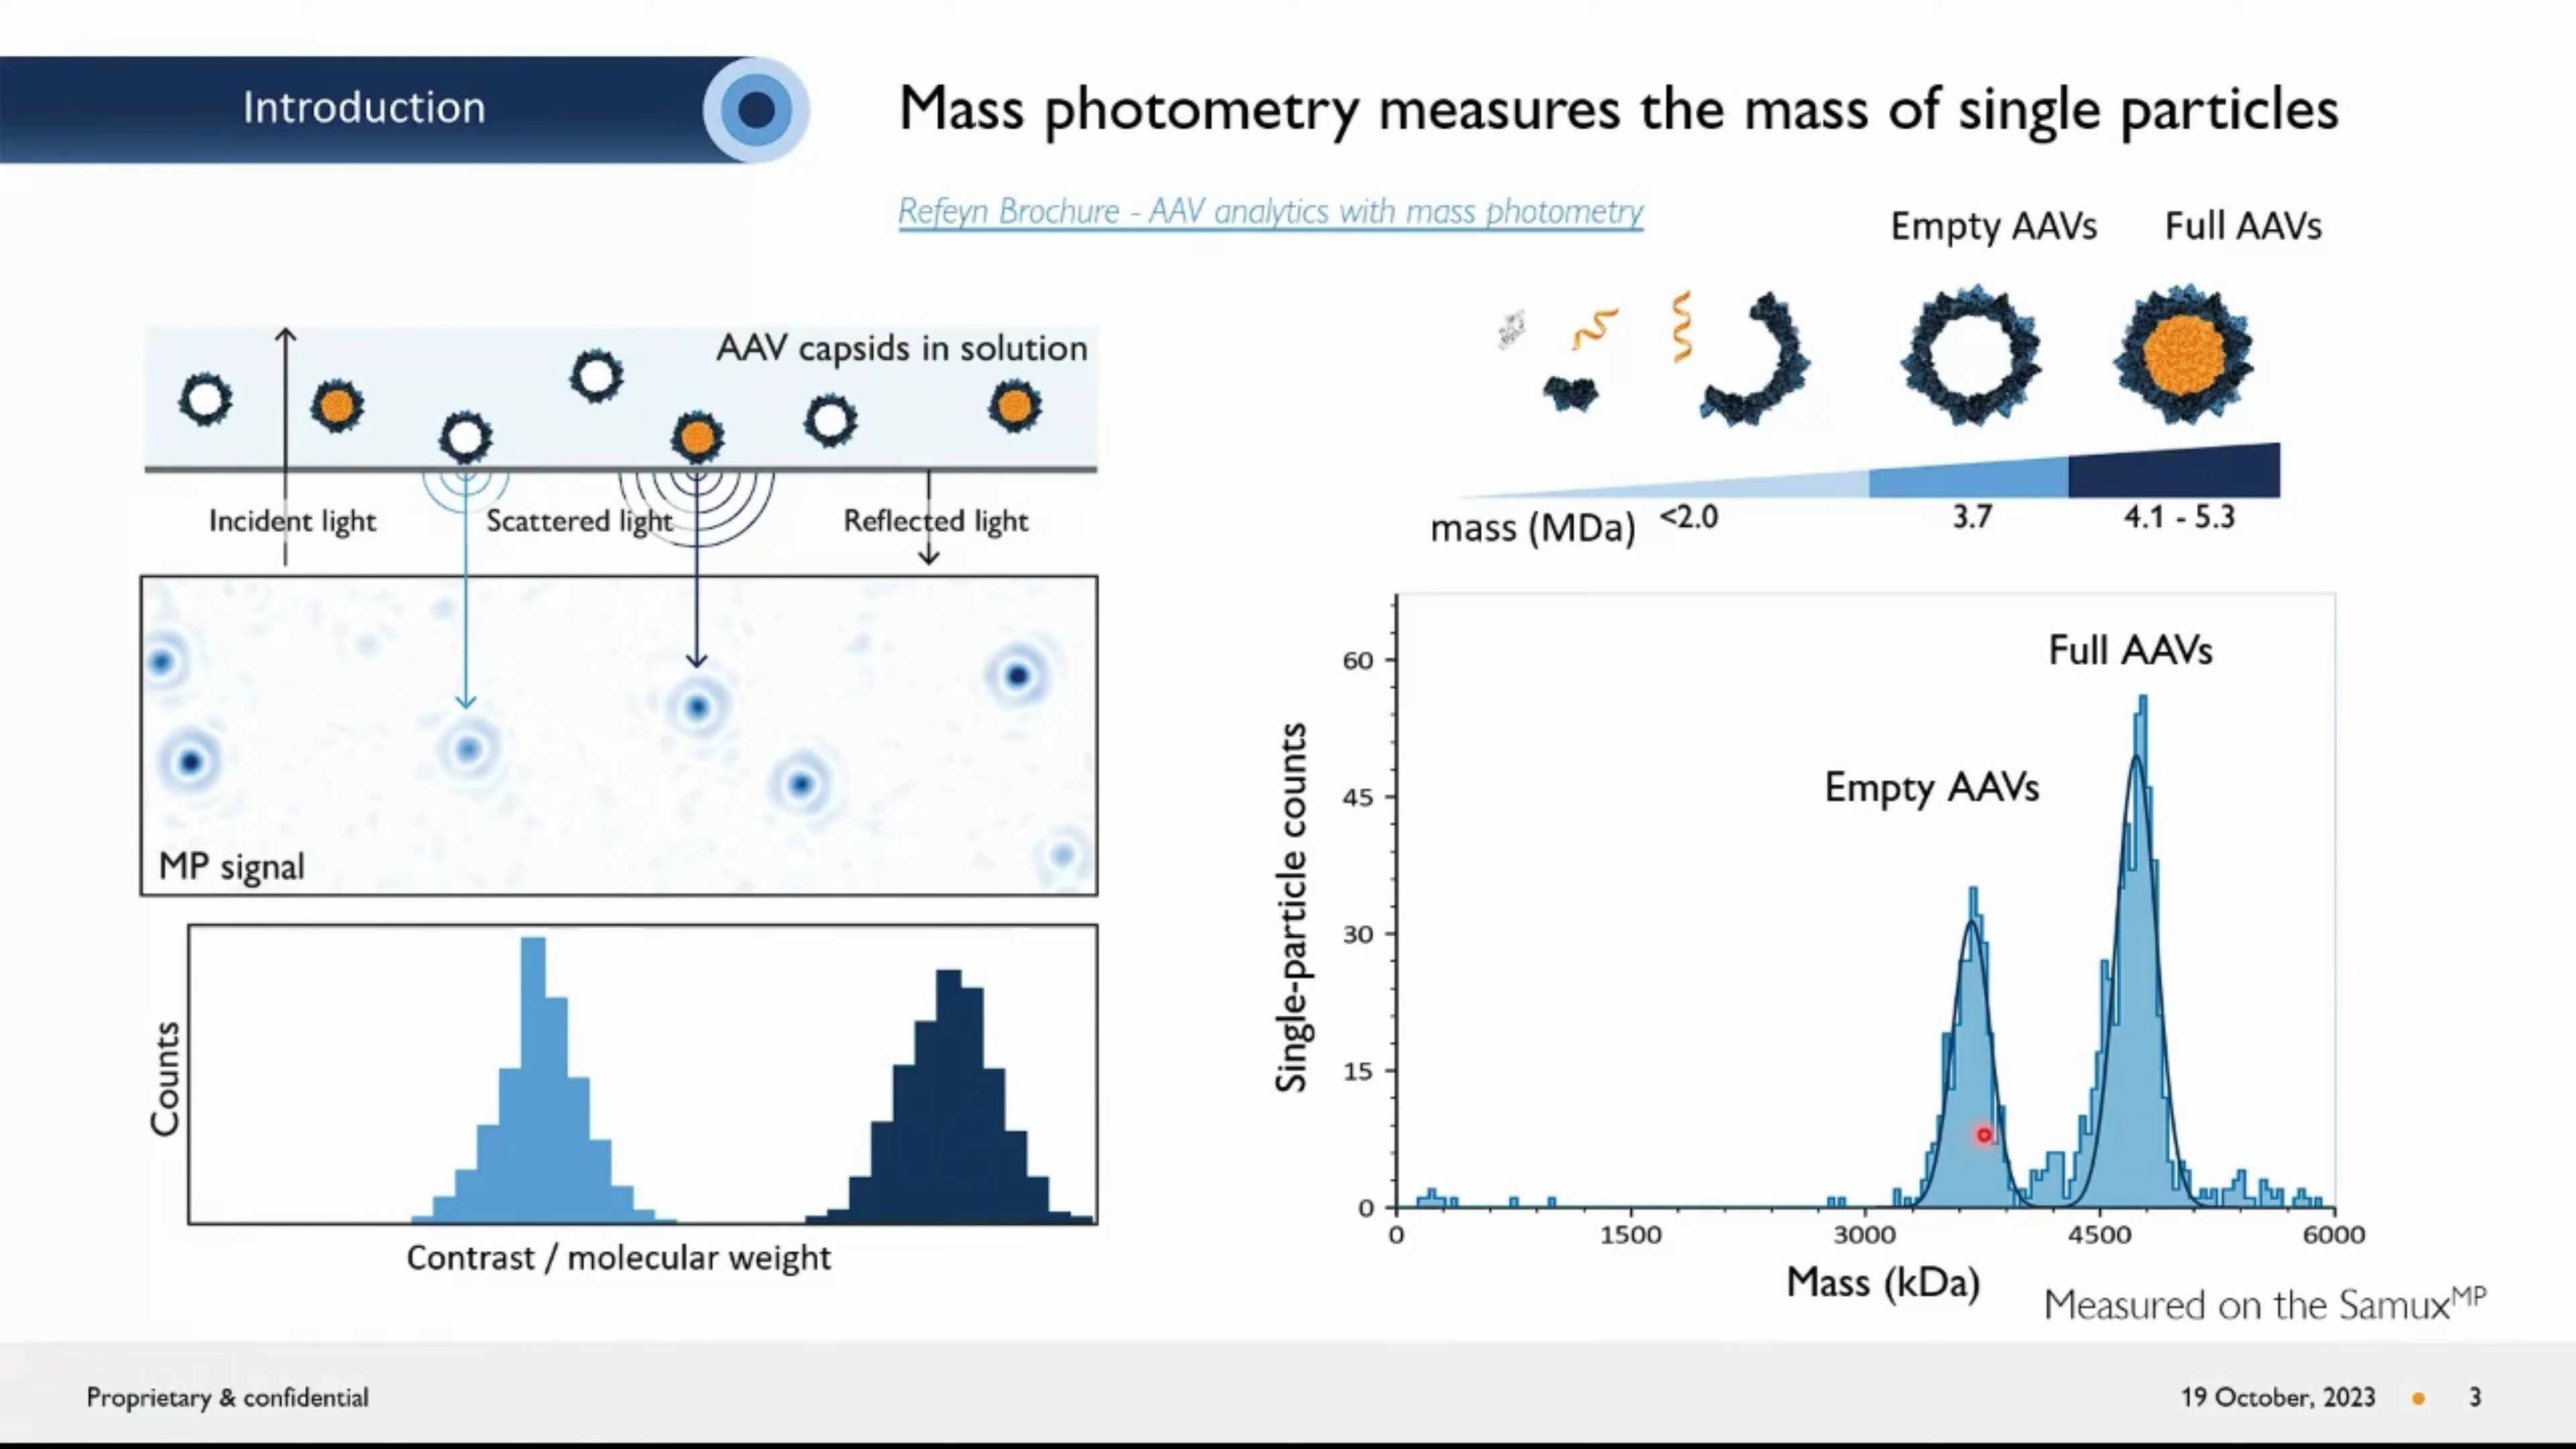 Introduction
Mass photometry measures the mass of single particles
Refeyn Brochure - AAV analytics with mass photometry
Empty AAVs
Full AAVs
AAV capsids in solution
Incident light
Scattered light
Reflected light
mass (MDa)
<2.0
3.7
4.1 - 5.3
MP signal
Counts
Contrast / molecular weight
Full AAVs
Empty AAVs
Single-particle counts
60
45
30
15
0
0
1500
3000
4500
6000
Mass (kDa)
Measured on the Samuxᴹᴾ
Proprietary & confidential
19 October, 2023
3